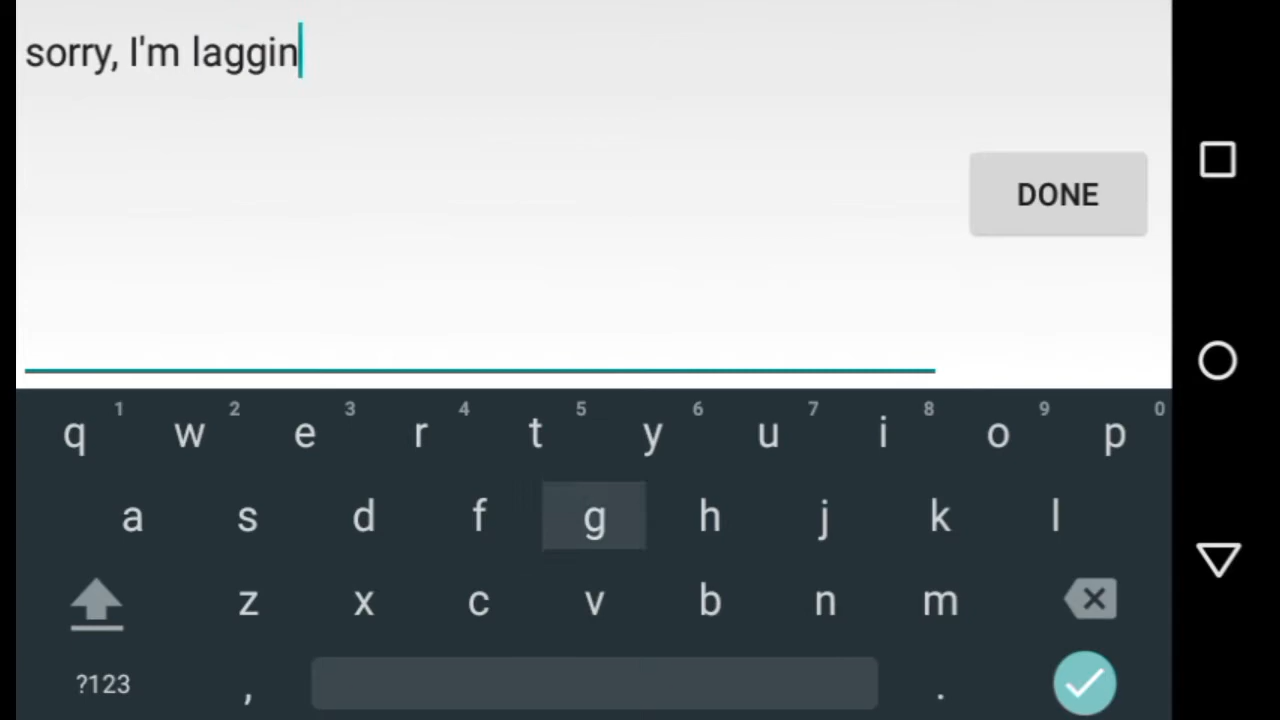 sorry, I'm laggin
DONE
1 2 3 4 5 6 7 8 9 0
q w e r t y u i o p
a s d f g h j k l
z x c v b n m
?123 , .